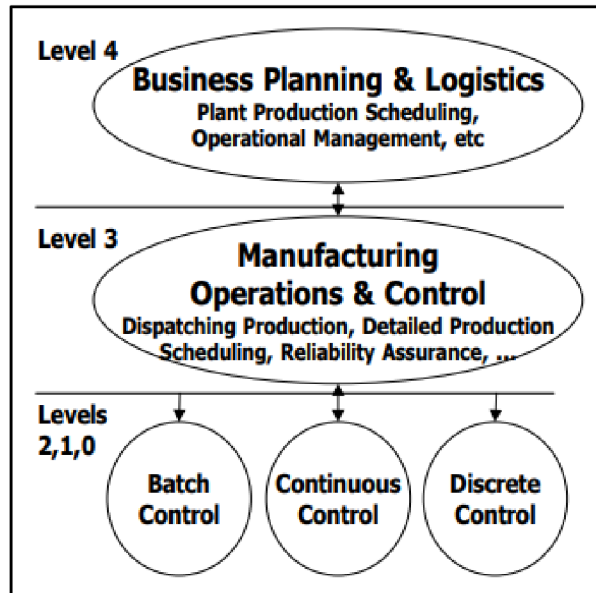 Level 4
Business Planning & Logistics
Plant Production Scheduling,
Operational Management, etc
Level 3
Manufacturing
Operations & Control
Dispatching Production, Detailed Production
Scheduling, Reliability Assurance, ...
Levels
2,1,0
Batch
Control
Continuous
Control
Discrete
Control